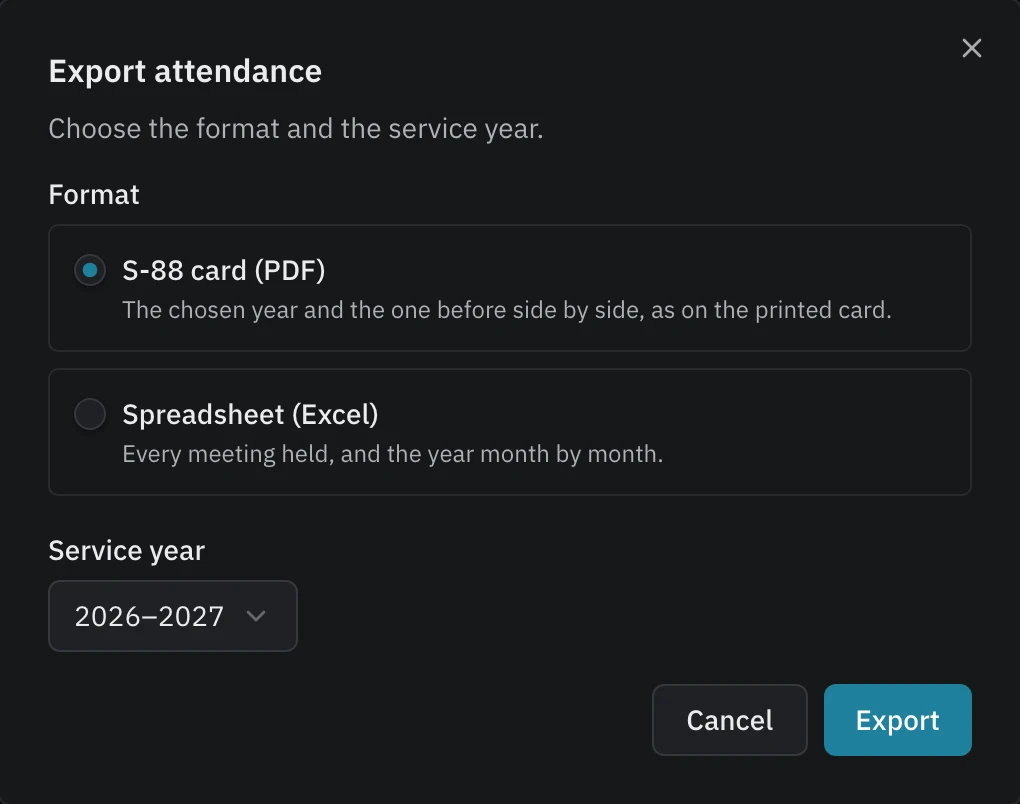 Export attendance
Choose the format and the service year.
Format
S-88 card (PDF)
The chosen year and the one before side by side, as on the printed card.
Spreadsheet (Excel)
Every meeting held, and the year month by month.
Service year
2026–2027
Cancel
Export